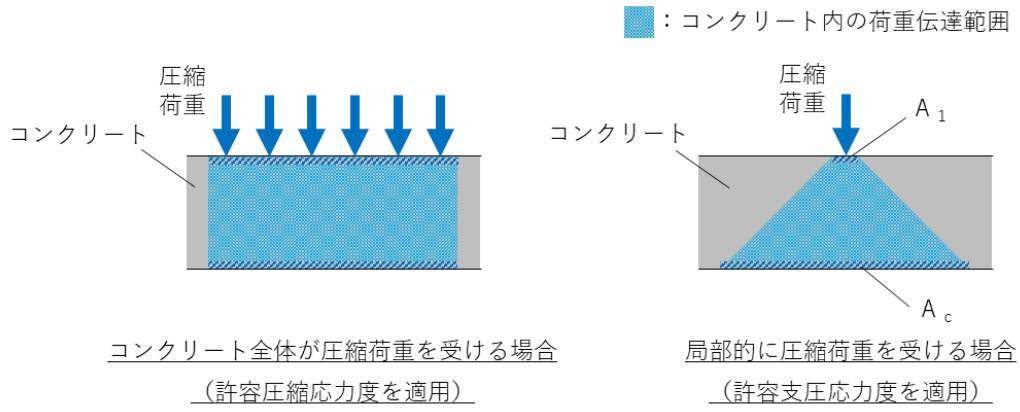 ：コンクリート内の荷重伝達範囲
圧縮
荷重
コンクリート
圧縮
荷重
A 1
コンクリート
A c
コンクリート全体が圧縮荷重を受ける場合
（許容圧縮応力度を適用）
局部的に圧縮荷重を受ける場合
（許容支圧応力度を適用）